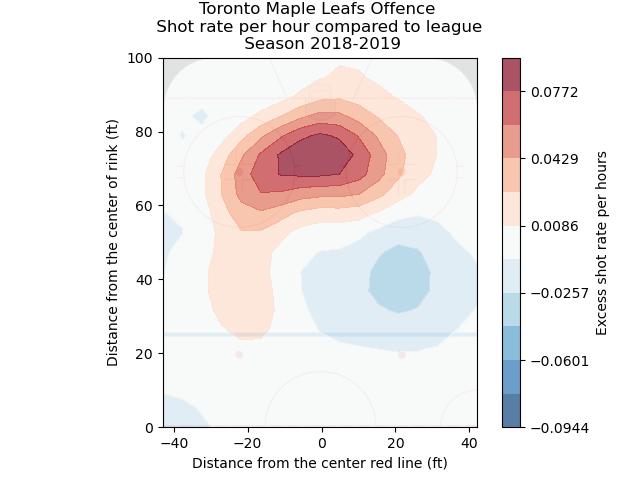 Toronto Maple Leafs Offence
Shot rate per hour compared to league
Season 2018-2019
100
80
60
40
20
0
Distance from the center of rink (ft)
−40
−20
0
20
40
Distance from the center red line (ft)
0.0772
0.0429
0.0086
−0.0257
−0.0601
−0.0944
Excess shot rate per hours